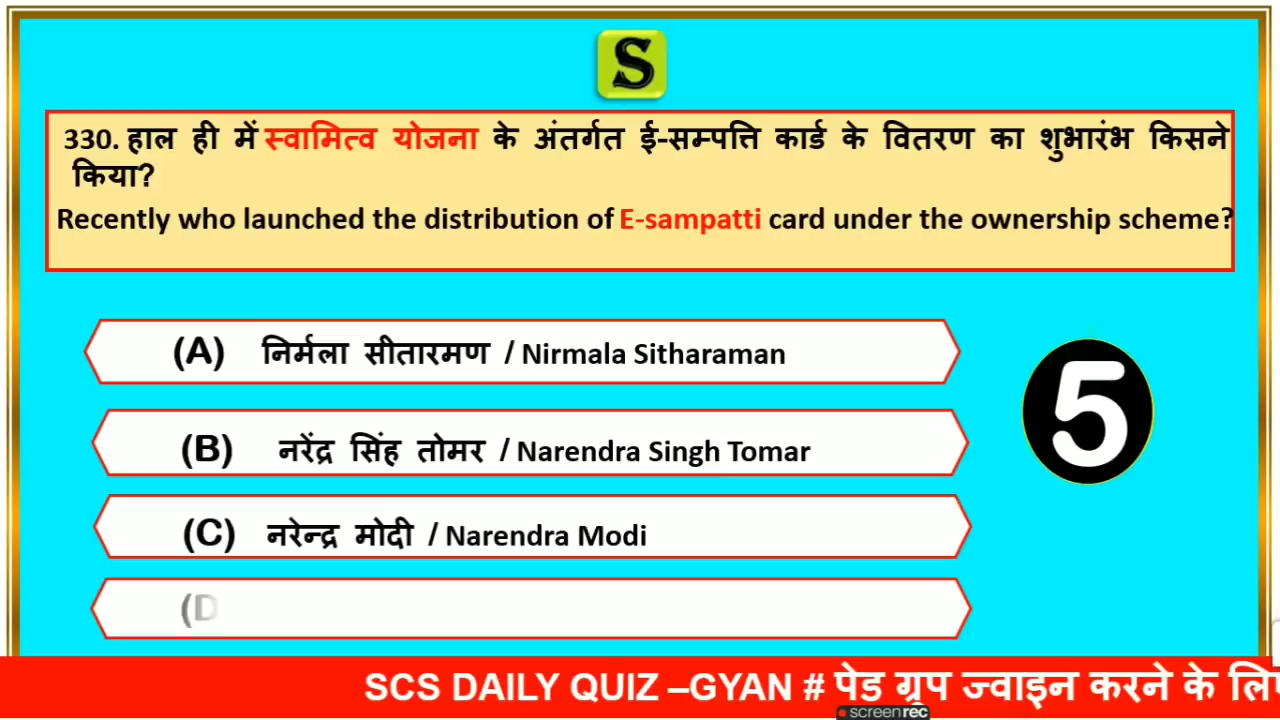 S
330. हाल ही में स्वामित्व योजना के अंतर्गत ई-सम्पत्ति कार्ड के वितरण का शुभारंभ किसने
किया?
Recently who launched the distribution of E-sampatti card under the ownership scheme?
(A) निर्मला सीतारमण / Nirmala Sitharaman
5
(B) नरेंद्र सिंह तोमर / Narendra Singh Tomar
(C) नरेन्द्र मोदी / Narendra Modi
(D
SCS DAILY QUIZ –GYAN # पेड ग्रुप ज्वाइन करने के लि
screenrec